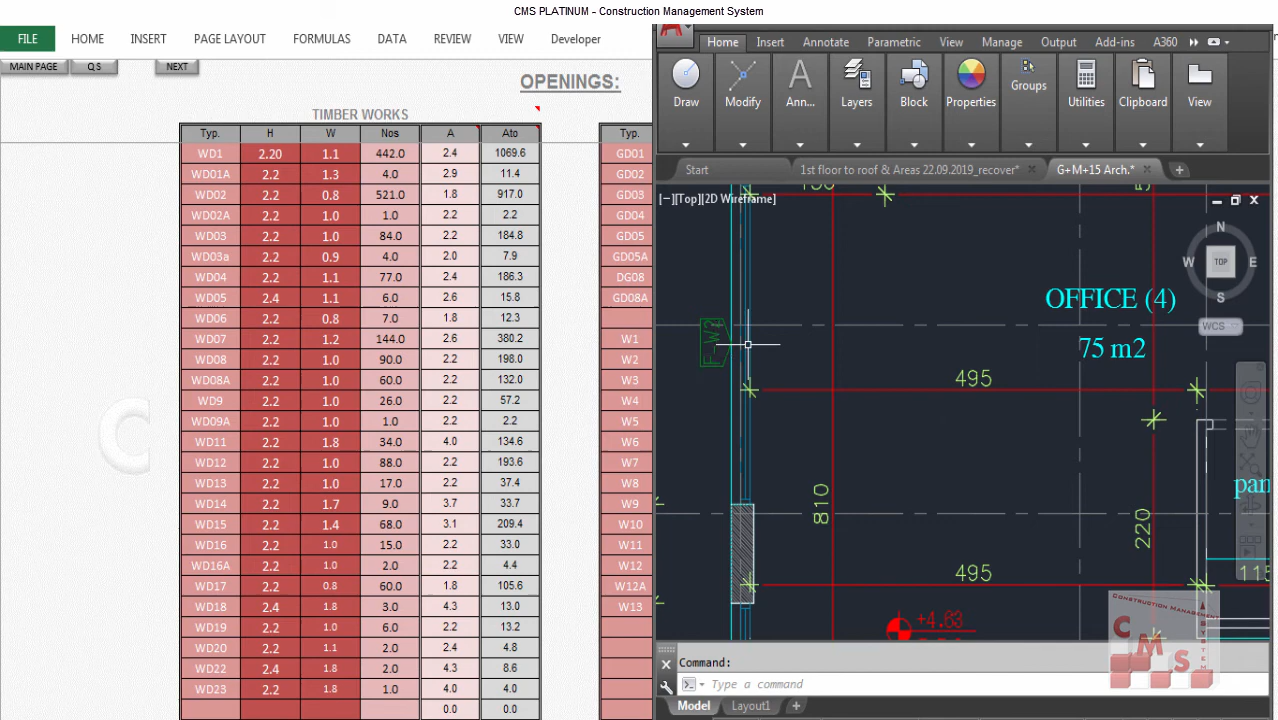 CMS PLATINUM - Construction Management System
FILE HOME INSERT PAGE LAYOUT FORMULAS DATA REVIEW VIEW Developer
MAIN PAGE Q S NEXT
OPENINGS:
TIMBER WORKS
Typ. H W Nos A Ato
WD1 2.20 1.1 442.0 2.4 1069.6
WD01A 2.2 1.3 4.0 2.9 11.4
WD02 2.2 0.8 521.0 1.8 917.0
WD02A 2.2 1.0 1.0 2.2 2.2
WD03 2.2 1.0 84.0 2.2 184.8
WD03a 2.2 0.9 4.0 2.0 7.9
WD04 2.2 1.1 77.0 2.4 186.3
WD05 2.4 1.1 6.0 2.6 15.8
WD06 2.2 0.8 7.0 1.8 12.3
WD07 2.2 1.2 144.0 2.6 380.2
WD08 2.2 1.0 90.0 2.2 198.0
WD08A 2.2 1.0 60.0 2.2 132.0
WD9 2.2 1.0 26.0 2.2 57.2
WD09A 2.2 1.0 1.0 2.2 2.2
WD11 2.2 1.8 34.0 4.0 134.6
WD12 2.2 1.0 88.0 2.2 193.6
WD13 2.2 1.0 17.0 2.2 37.4
WD14 2.2 1.7 9.0 3.7 33.7
WD15 2.2 1.4 68.0 3.1 209.4
WD16 2.2 1.0 15.0 2.2 33.0
WD16A 2.2 1.0 2.0 2.2 4.4
WD17 2.2 0.8 60.0 1.8 105.6
WD18 2.4 1.8 3.0 4.3 13.0
WD19 2.2 1.0 6.0 2.2 13.2
WD20 2.2 1.1 2.0 2.4 4.8
WD22 2.4 1.8 2.0 4.3 8.6
WD23 2.2 1.8 1.0 4.0 4.0
0.0 0.0
Typ.
GD01
GD02
GD03
GD04
GD05
GD05A
DG08
GD08A
W1
W2
W3
W4
W5
W6
W7
W8
W9
W10
W11
W12
W12A
W13
C
Home Insert Annotate Parametric View Manage Output Add-ins A360
Draw Modify Ann... Layers Block Properties Groups Utilities Clipboard View
Start 1st floor to roof & Areas 22.09.2019_recover* G+M+15 Arch.*
[−][Top][2D Wireframe]
N
W TOP E
S
WCS
OFFICE (4)
75 m2
F-W2
495
810
220
pan
495
115
+4.63
CONSTRUCTION MANAGEMENT
SYSTEM
C M S
Command:
Type a command
Model Layout1